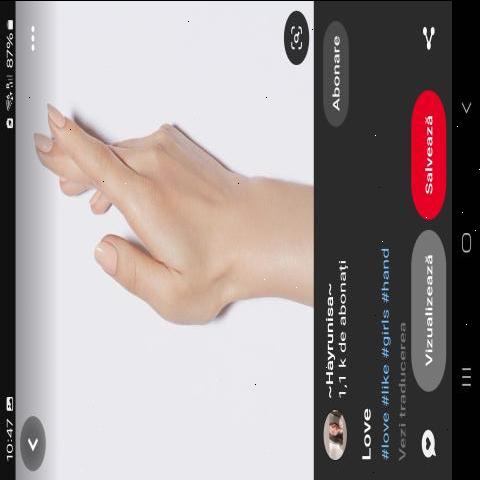 10:47
87%
~Hayrunisa~
1,1 k de abonați
Abonare
Love
#love #like #girls #hand
Vezi traducerea
Vizualizează
Salvează